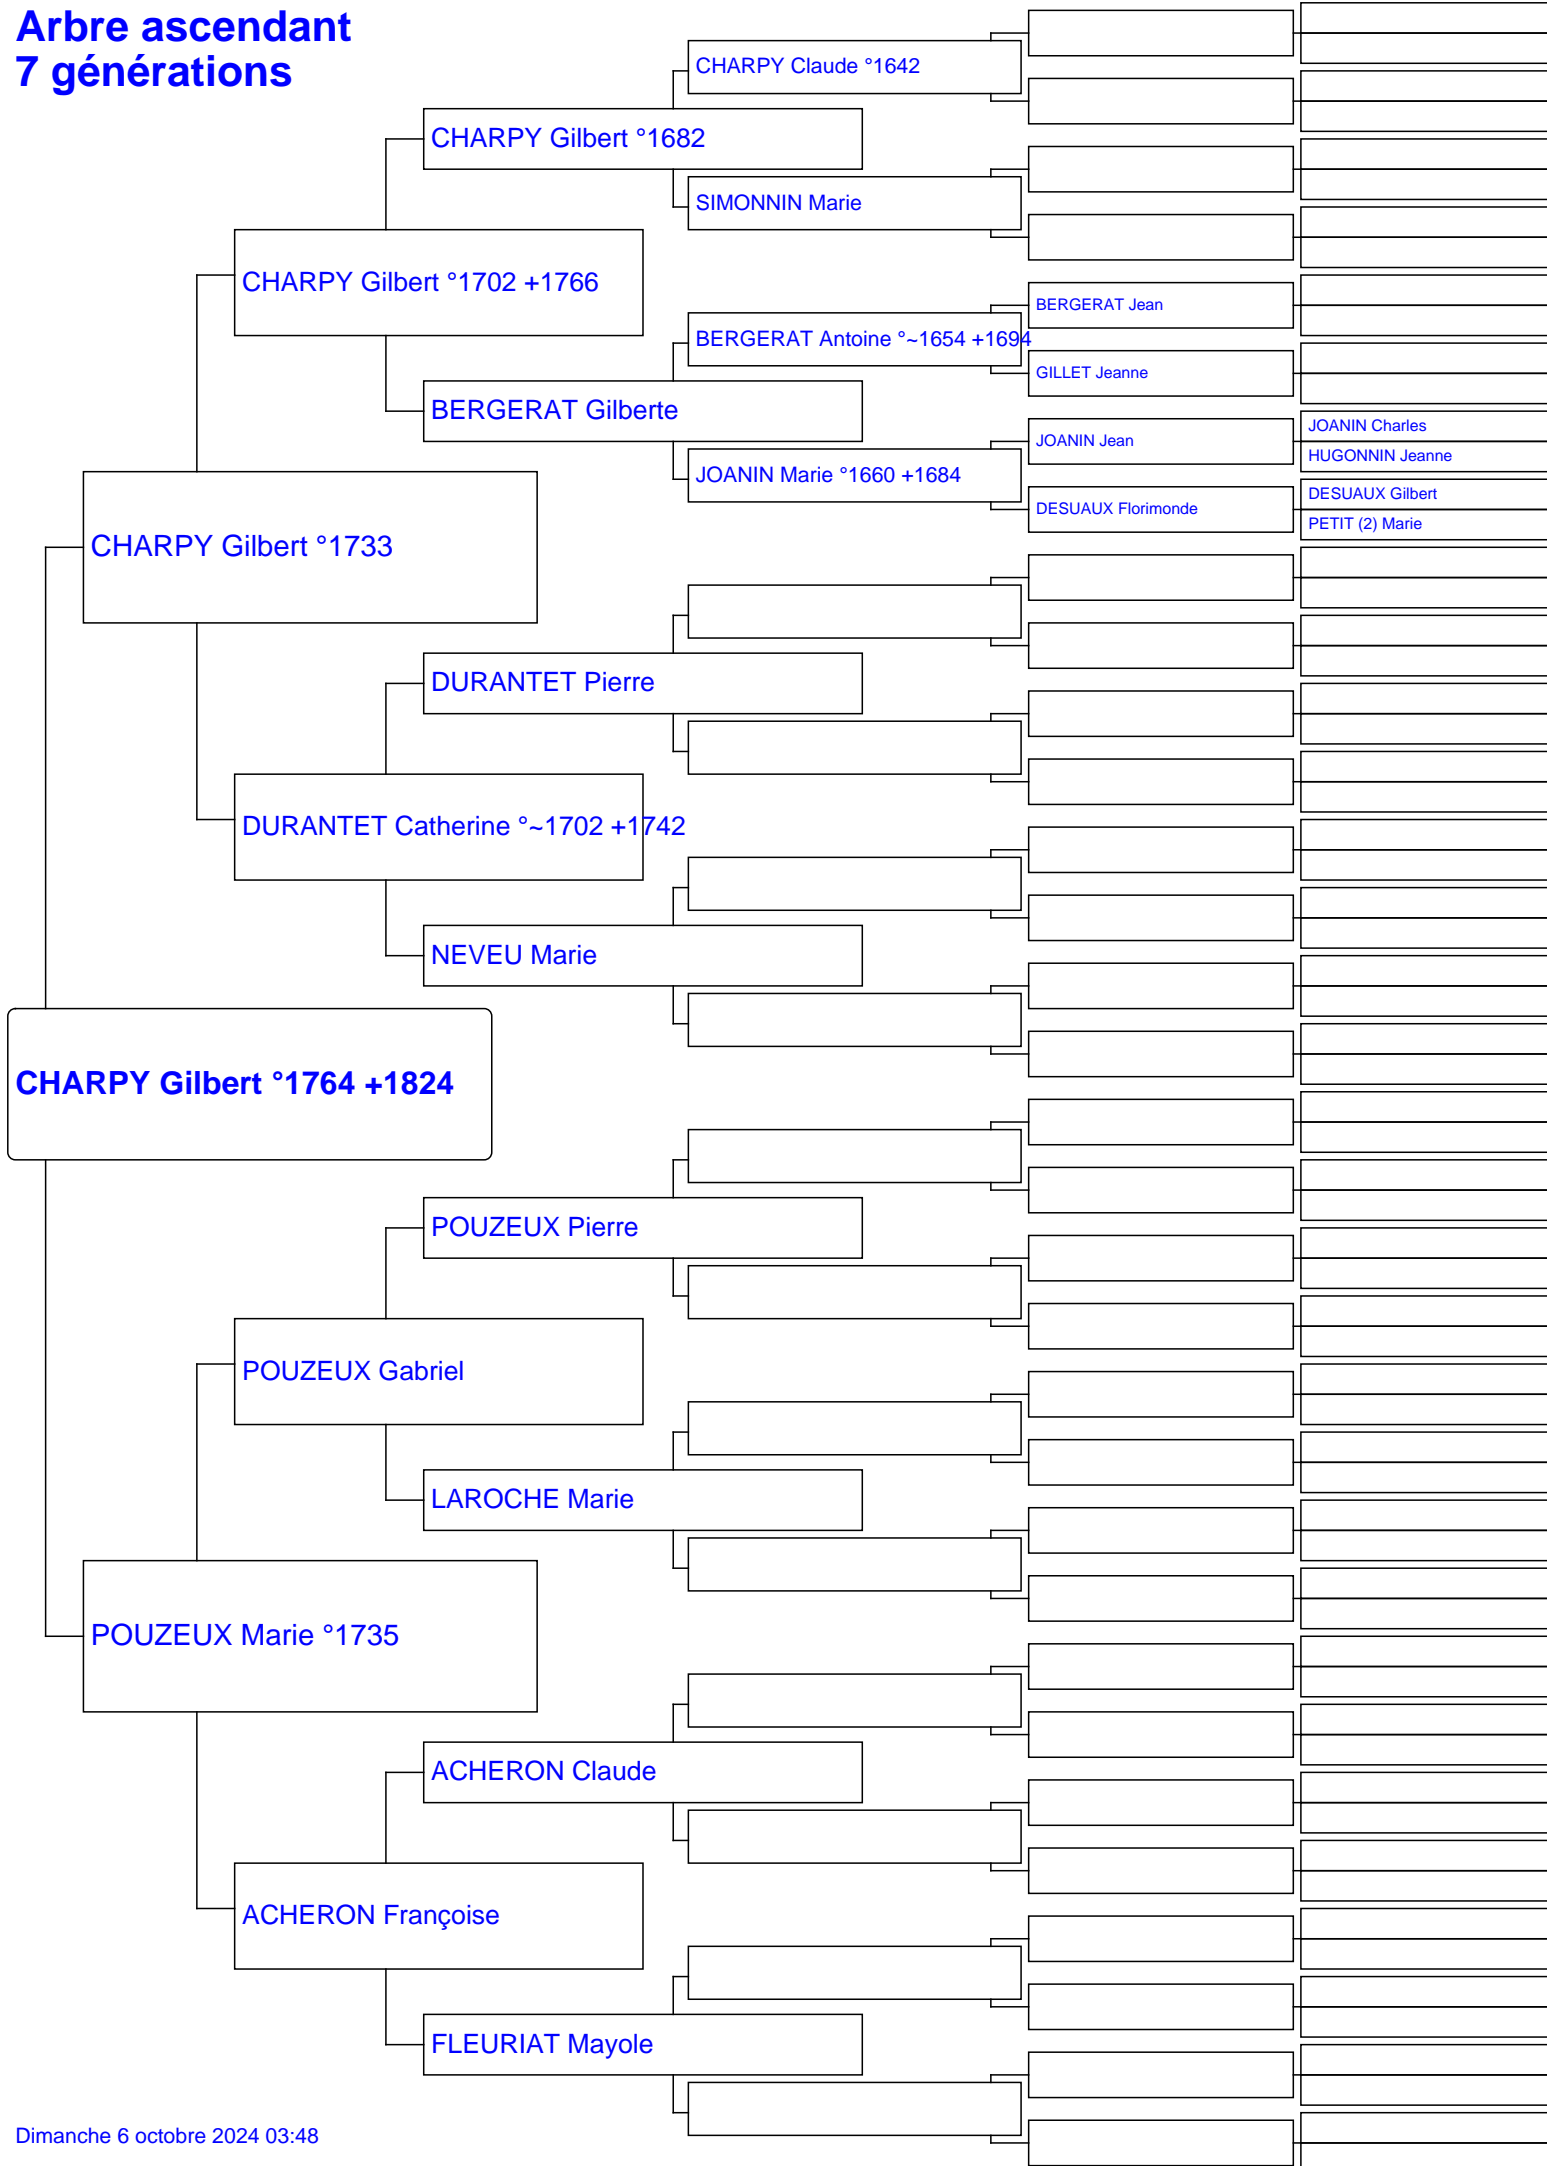 Arbre ascendant
7 générations
CHARPY Claude °1642
CHARPY Gilbert °1682
SIMONNIN Marie
CHARPY Gilbert °1702 +1766
BERGERAT Jean
BERGERAT Antoine °~1654 +1694
GILLET Jeanne
BERGERAT Gilberte
JOANIN Charles
JOANIN Jean
HUGONNIN Jeanne
JOANIN Marie °1660 +1684
DESUAUX Gilbert
DESUAUX Florimonde
PETIT (2) Marie
CHARPY Gilbert °1733
DURANTET Pierre
DURANTET Catherine °~1702 +1742
NEVEU Marie
CHARPY Gilbert °1764 +1824
POUZEUX Pierre
POUZEUX Gabriel
LAROCHE Marie
POUZEUX Marie °1735
ACHERON Claude
ACHERON Françoise
FLEURIAT Mayole
Dimanche 6 octobre 2024 03:48